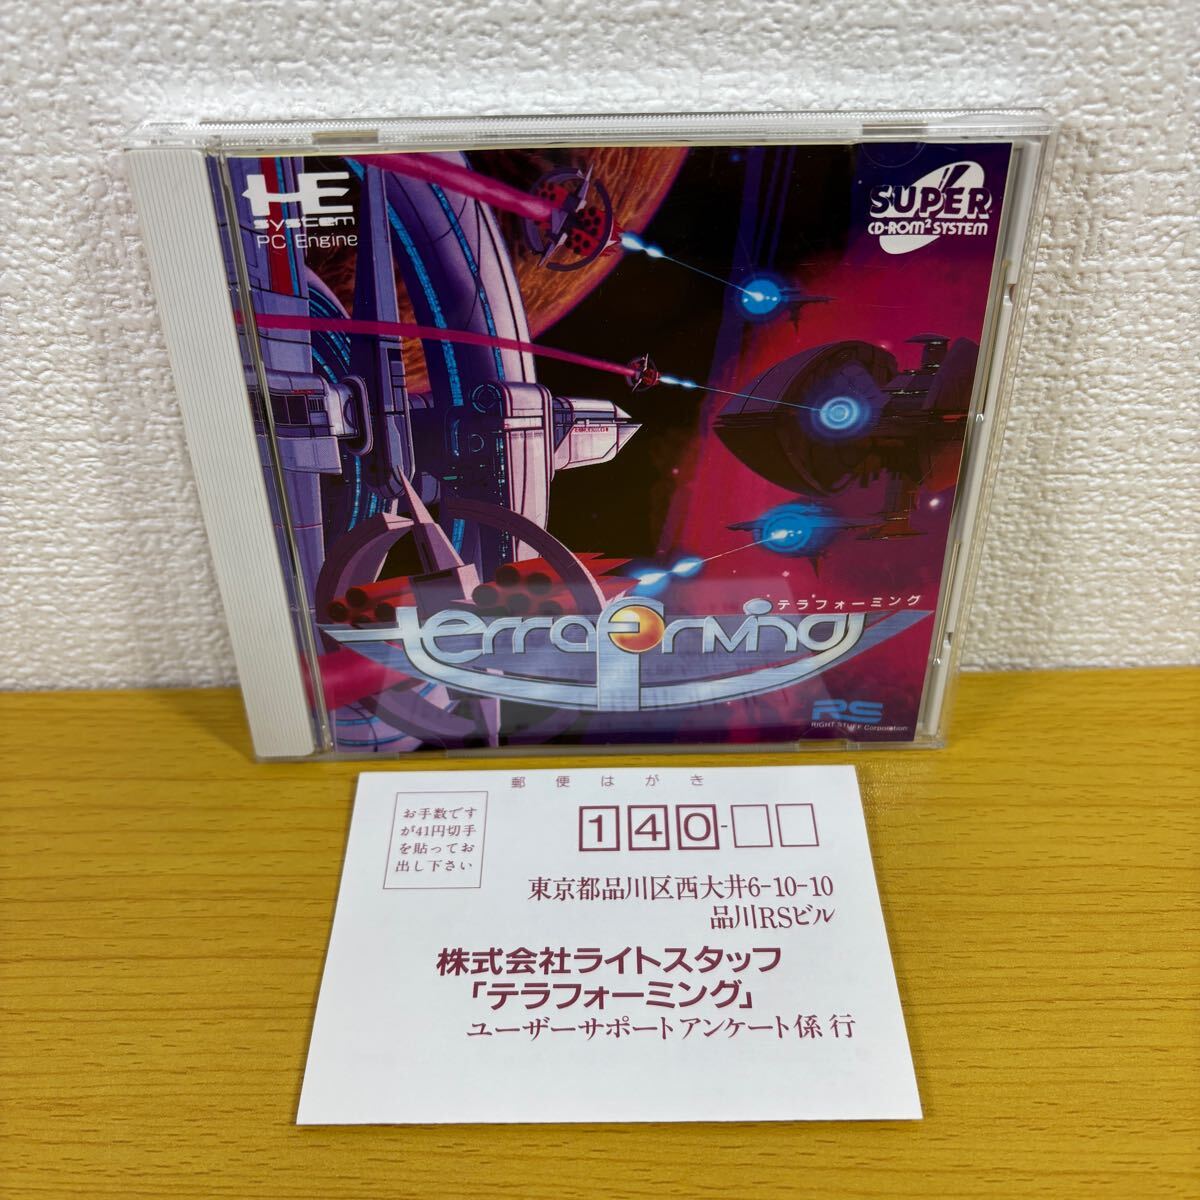 HE
system
PC Engine
SUPER
CD-ROM² SYSTEM
テラフォーミング
terraforming
RS
RIGHT STUFF Corporation
郵便はがき
お手数です
が41円切手
を貼ってお
出し下さい
140-
東京都品川区西大井6-10-10
品川RSビル
株式会社ライトスタッフ
「テラフォーミング」
ユーザーサポートアンケート係 行